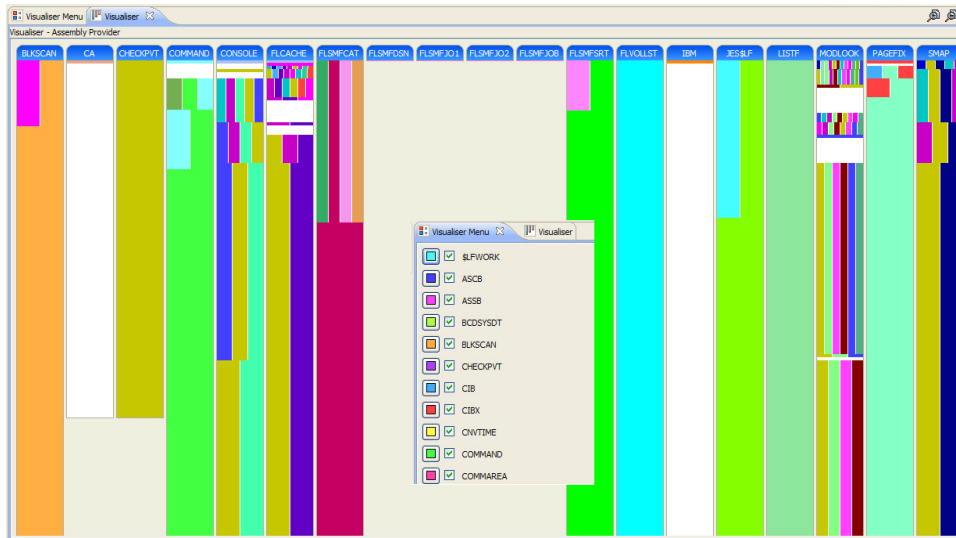 Visualiser Menu Visualiser
Visualiser - Assembly Provider
BLKSCAN CA CHECKPVT COMMAND CONSOLE FLCACHE FLSMFCAT FLSMFDSN FLSMFJO1 FLSMFJO2 FLSMFJO8 FLSMFSRT FLVOLLST IBM JES$LF LISTF MODLOOK PAGEFIX SMAP
Visualiser Menu Visualiser
$LFWORK
ASCB
ASSB
BCDSYSDT
BLKSCAN
CHECKPVT
CIB
CIBX
CNVTIME
COMMAND
COMMAREA